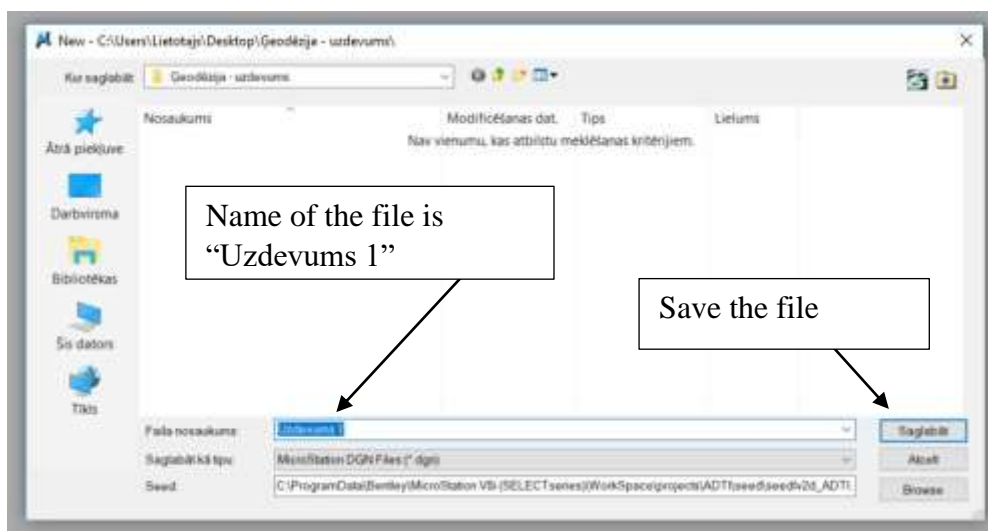 New - C:\Users\Lietotajs\Desktop\Ģeodēzija - uzdevums\
Kur saglabāt: Ģeodēzija - uzdevums
Nosaukums Modificēšanas dat. Tips Lielums
Nav vienumu, kas atbilstu meklēšanas kritērijiem.
Ātrā piekļuve
Darbvirsma
Bibliotēkas
Šis dators
Tīkls
Name of the file is
“Uzdevums 1”
Save the file
Faila nosaukums: Uzdevums 1 Saglabāt
Saglabāt kā tipu: MicroStation DGN Files (*.dgn) Atcelt
Seed: C:\ProgramData\Bentley\MicroStation V8i (SELECTseries)\WorkSpace\projects\ADTI\seed\seedv2d_ADTI. Browse